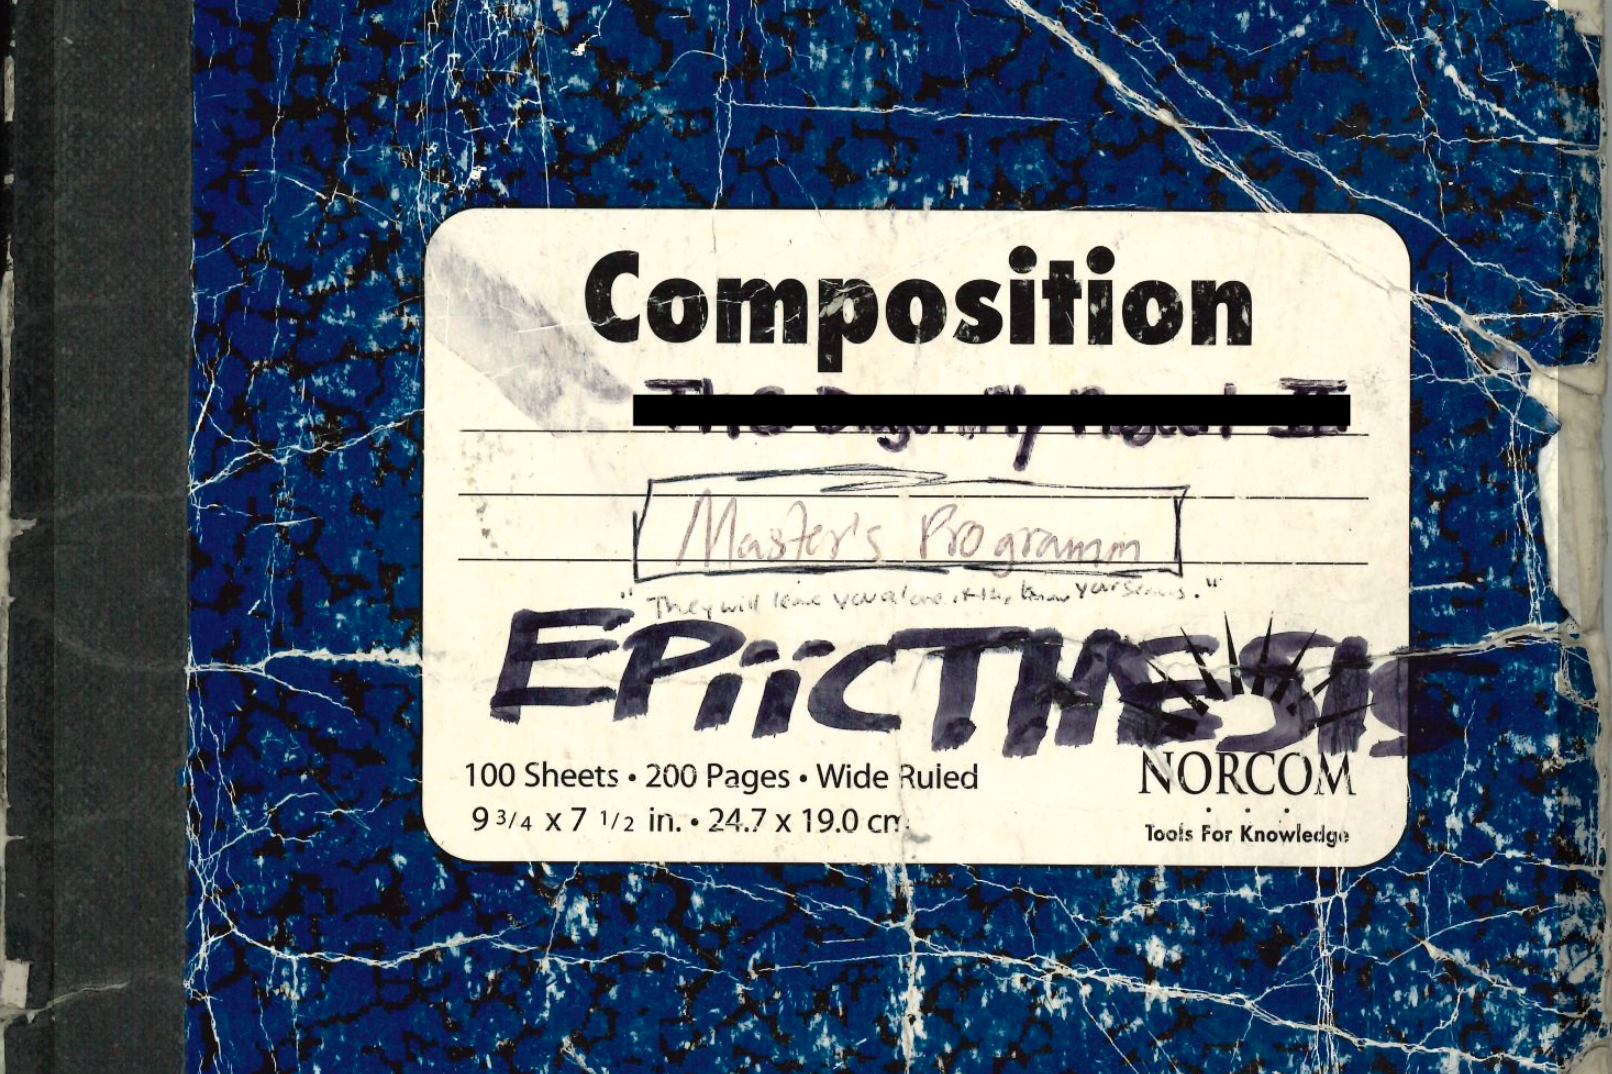 Composition
Master's Programm
"They will leave you alone if they know your serious."
EPiicTHESIS
100 Sheets • 200 Pages • Wide Ruled
9 3/4 x 7 1/2 in. • 24.7 x 19.0 cm.
NORCOM
Tools For Knowledge